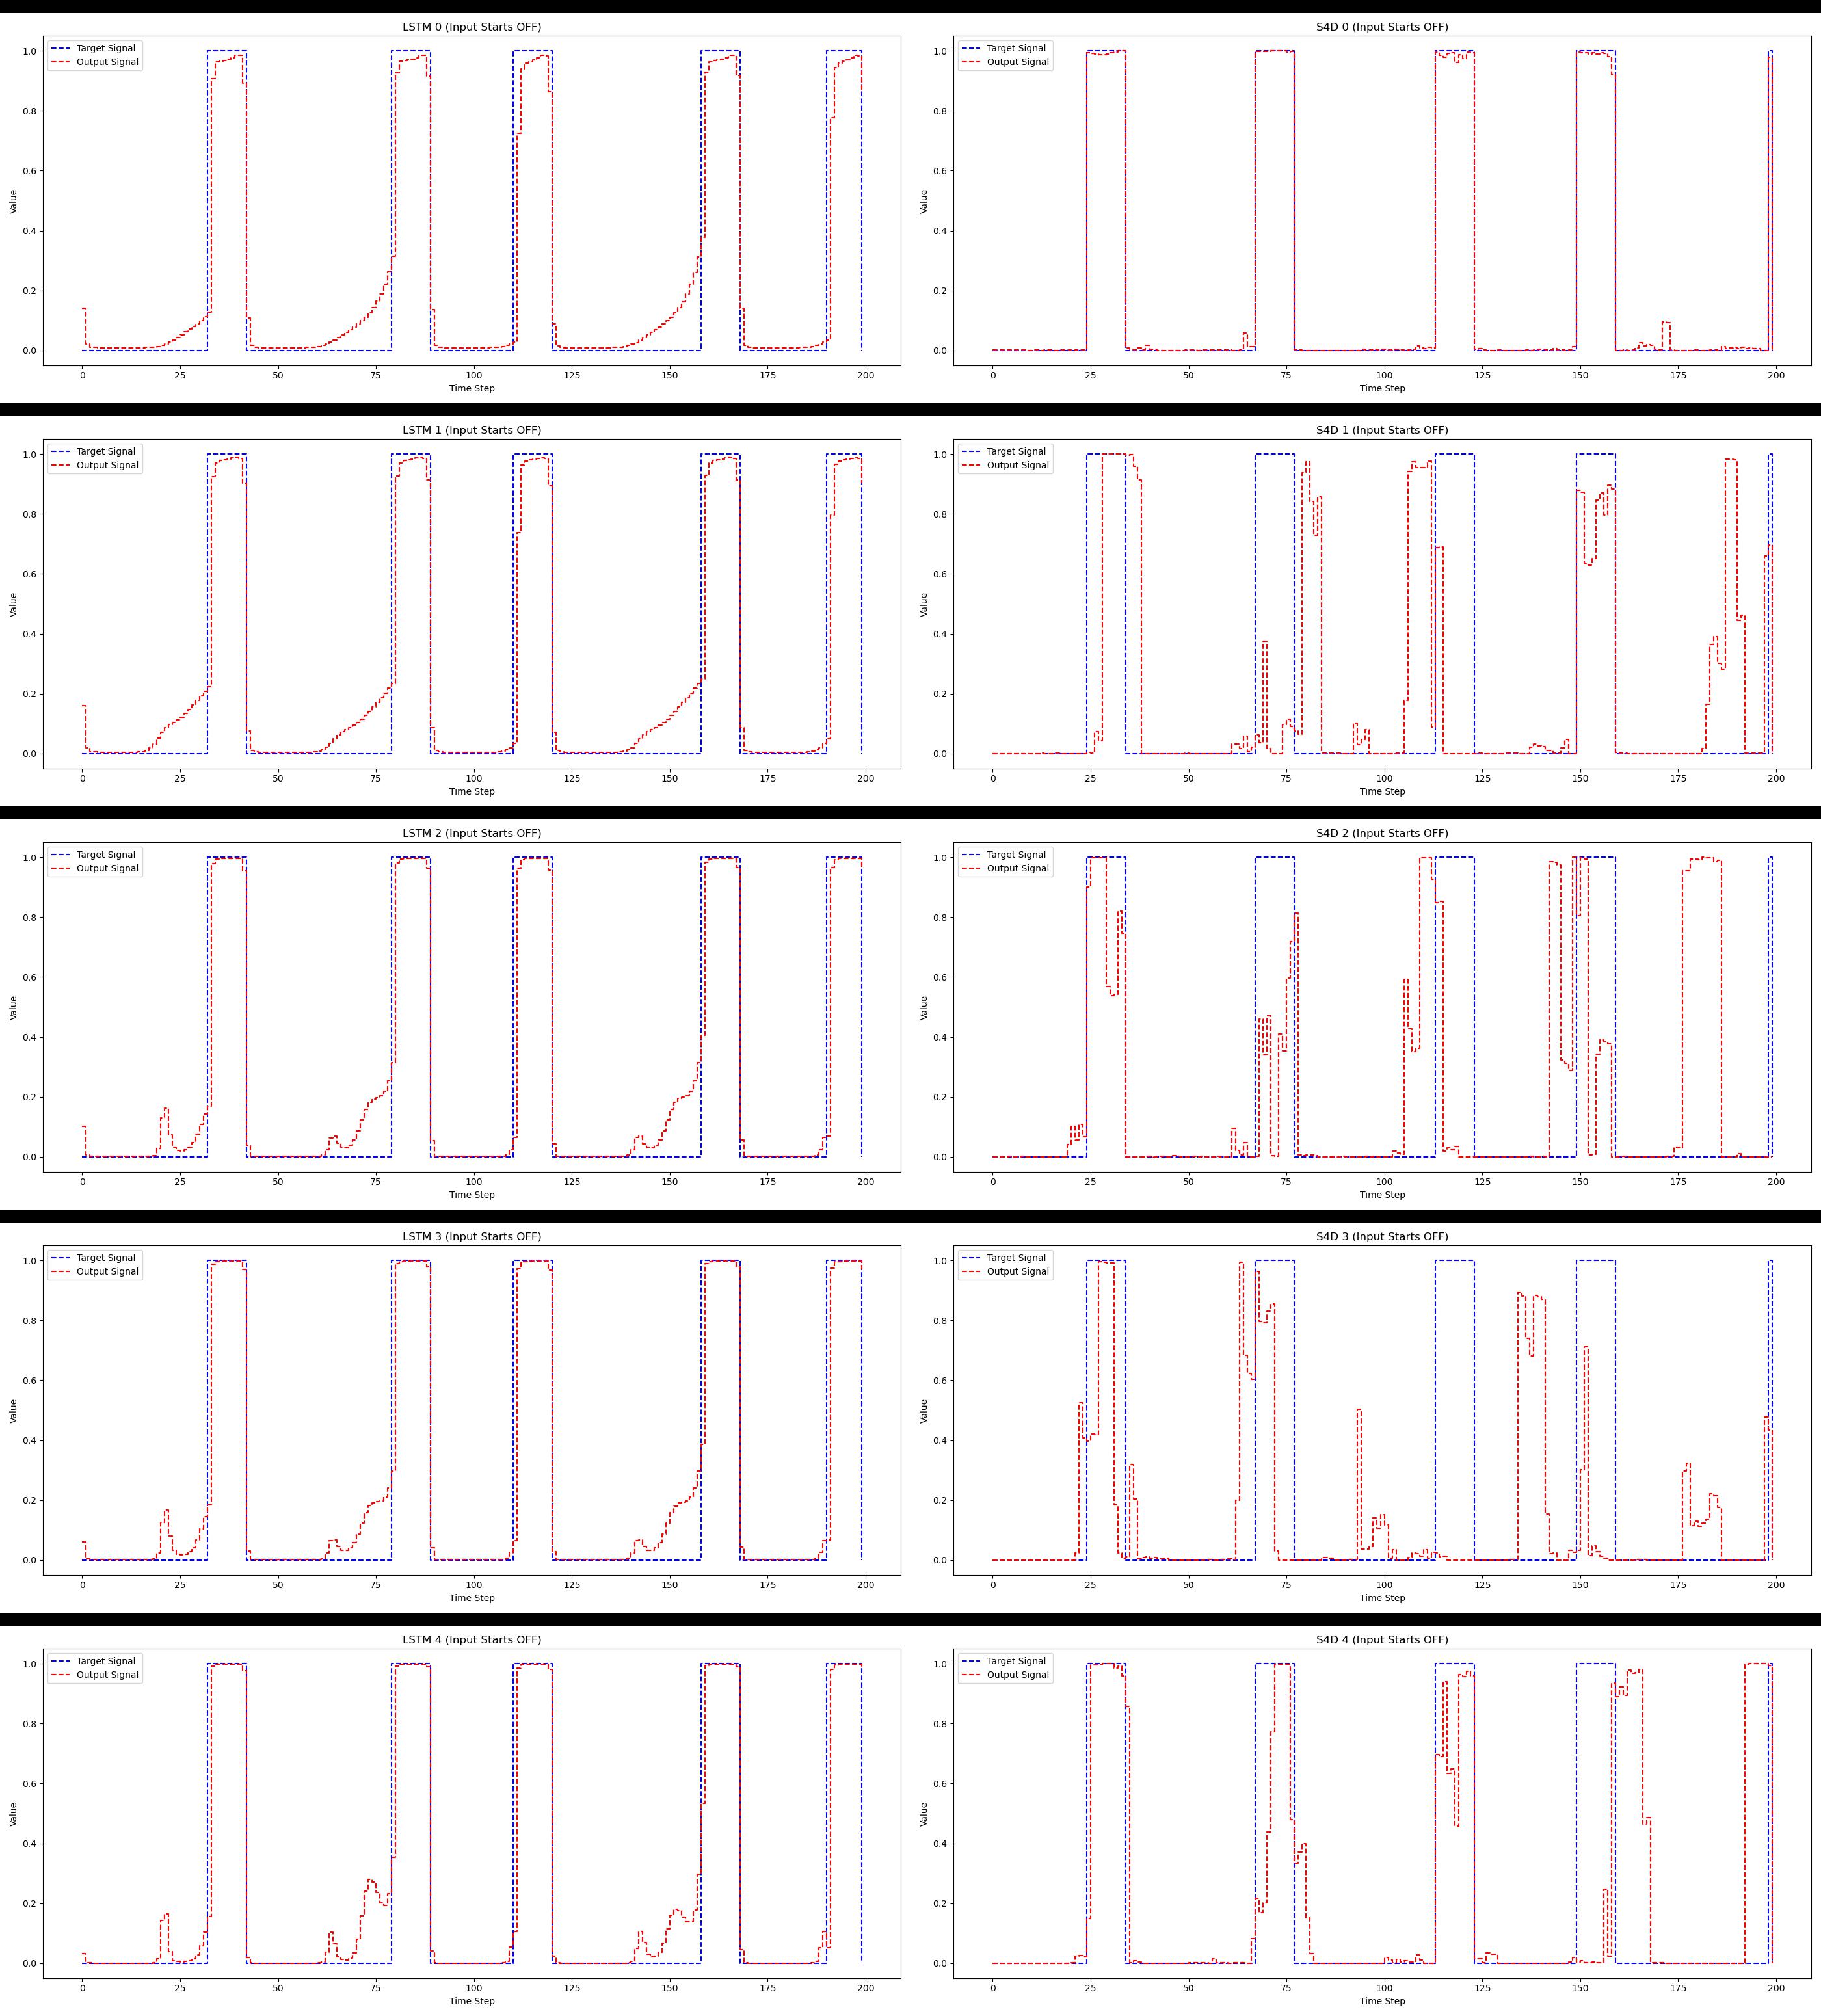 LSTM 0 (Input Starts OFF)
Target Signal
Output Signal
1.0
0.8
0.6
0.4
0.2
0.0
Value
0 25 50 75 100 125 150 175 200
Time Step
S4D 0 (Input Starts OFF)
Target Signal
Output Signal
1.0
0.8
0.6
0.4
0.2
0.0
Value
0 25 50 75 100 125 150 175 200
Time Step
LSTM 1 (Input Starts OFF)
Target Signal
Output Signal
1.0
0.8
0.6
0.4
0.2
0.0
Value
0 25 50 75 100 125 150 175 200
Time Step
S4D 1 (Input Starts OFF)
Target Signal
Output Signal
1.0
0.8
0.6
0.4
0.2
0.0
Value
0 25 50 75 100 125 150 175 200
Time Step
LSTM 2 (Input Starts OFF)
Target Signal
Output Signal
1.0
0.8
0.6
0.4
0.2
0.0
Value
0 25 50 75 100 125 150 175 200
Time Step
S4D 2 (Input Starts OFF)
Target Signal
Output Signal
1.0
0.8
0.6
0.4
0.2
0.0
Value
0 25 50 75 100 125 150 175 200
Time Step
LSTM 3 (Input Starts OFF)
Target Signal
Output Signal
1.0
0.8
0.6
0.4
0.2
0.0
Value
0 25 50 75 100 125 150 175 200
Time Step
S4D 3 (Input Starts OFF)
Target Signal
Output Signal
1.0
0.8
0.6
0.4
0.2
0.0
Value
0 25 50 75 100 125 150 175 200
Time Step
LSTM 4 (Input Starts OFF)
Target Signal
Output Signal
1.0
0.8
0.6
0.4
0.2
0.0
Value
0 25 50 75 100 125 150 175 200
Time Step
S4D 4 (Input Starts OFF)
Target Signal
Output Signal
1.0
0.8
0.6
0.4
0.2
0.0
Value
0 25 50 75 100 125 150 175 200
Time Step